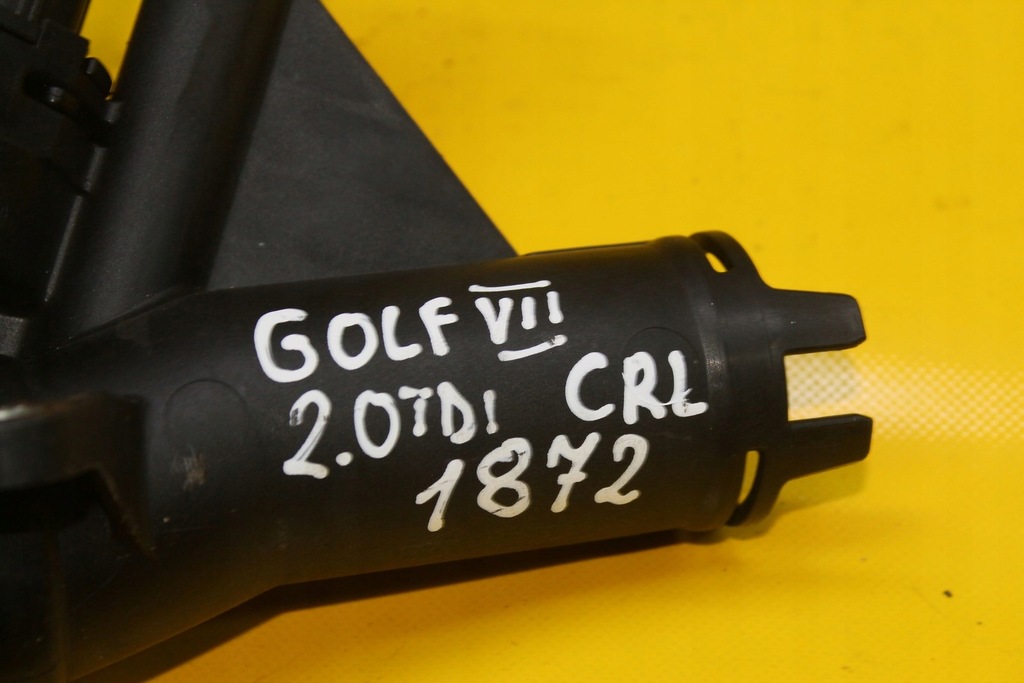 GOLF VII
2.0TDI CRL
1872